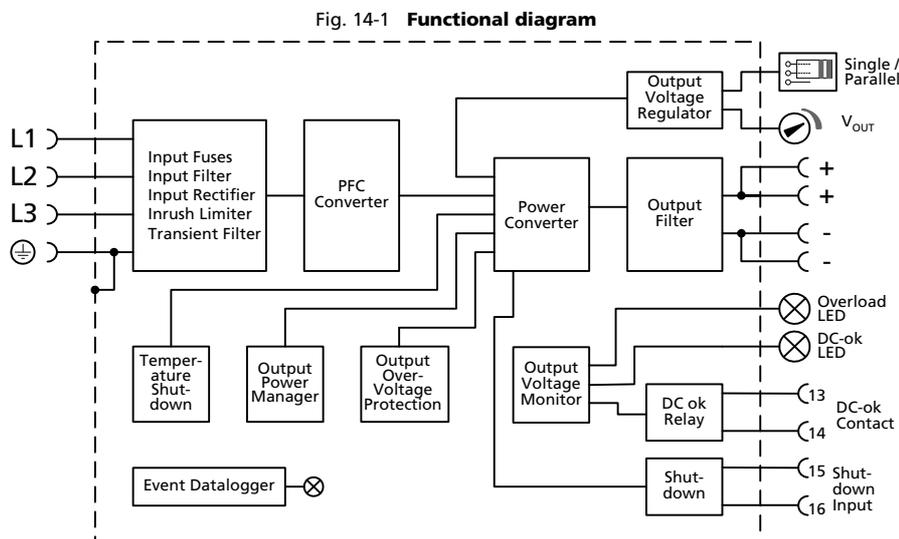 Fig. 14-1 Functional diagram
Single /
Parallel
Output
Voltage
Regulator
VOUT
L1
L2
L3
Input Fuses
Input Filter
Input Rectifier
Inrush Limiter
Transient Filter
PFC
Converter
Power
Converter
Output
Filter
+
+
-
-
Temper-
ature
Shut-
down
Output
Power
Manager
Output
Over-
Voltage
Protection
Output
Voltage
Monitor
Overload
LED
DC-ok
LED
DC ok
Relay
13
14
DC-ok
Contact
Event Datalogger
Shut-
down
15
16
Shut-
down
Input